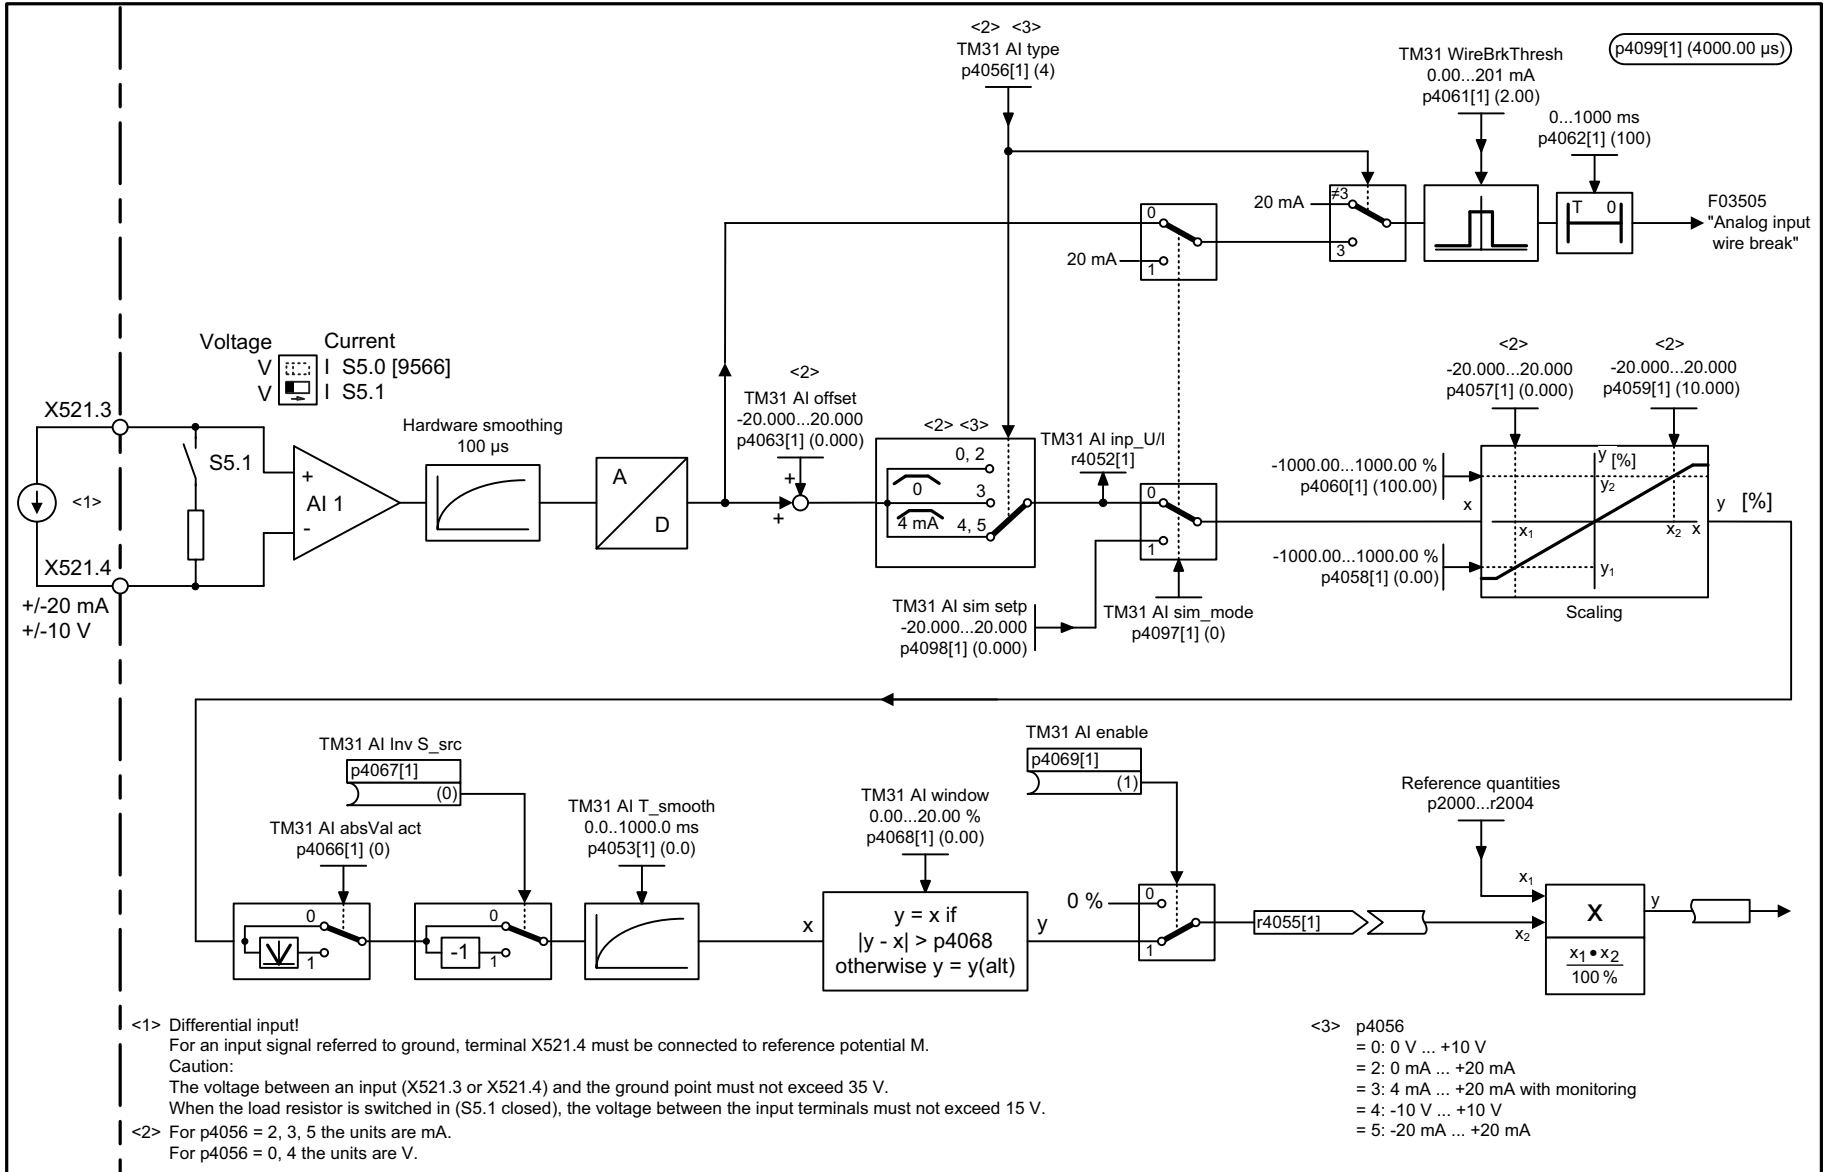 <2> <3>
TM31 AI type
p4056[1] (4)
TM31 WireBrkThresh
0.00...201 mA
p4061[1] (2.00)
p4099[1] (4000.00 µs)
0...1000 ms
p4062[1] (100)
20 mA
≠3
3
T 0
F03505
"Analog input
wire break"
0
20 mA
1
Voltage Current
V I S5.0 [9566]
V I S5.1
X521.3
<1>
S5.1
X521.4
+/-20 mA
+/-10 V
+
AI 1
-
Hardware smoothing
100 µs
A
D
<2>
TM31 AI offset
-20.000...20.000
p4063[1] (0.000)
+
+
<2> <3>
0, 2
0
3
4 mA
4, 5
TM31 AI inp_U/I
r4052[1]
0
1
TM31 AI sim setp
-20.000...20.000
p4098[1] (0.000)
TM31 AI sim_mode
p4097[1] (0)
<2>
-20.000...20.000
p4057[1] (0.000)
<2>
-20.000...20.000
p4059[1] (10.000)
-1000.00...1000.00 %
p4060[1] (100.00)
x
-1000.00...1000.00 %
p4058[1] (0.00)
y [%]
y2
x1
x2 x
y1
y [%]
Scaling
TM31 AI Inv S_src
p4067[1]
(0)
TM31 AI absVal act
p4066[1] (0)
0
1
0
-1
1
TM31 AI T_smooth
0.0..1000.0 ms
p4053[1] (0.0)
TM31 AI window
0.00...20.00 %
p4068[1] (0.00)
x
y = x if
|y - x| > p4068
otherwise y = y(alt)
y
TM31 AI enable
p4069[1]
(1)
0 %
0
1
r4055[1]
Reference quantities
p2000...r2004
x1
x2
X
x1 • x2
100 %
y
<1> Differential input!
For an input signal referred to ground, terminal X521.4 must be connected to reference potential M.
Caution:
The voltage between an input (X521.3 or X521.4) and the ground point must not exceed 35 V.
When the load resistor is switched in (S5.1 closed), the voltage between the input terminals must not exceed 15 V.
<2> For p4056 = 2, 3, 5 the units are mA.
For p4056 = 0, 4 the units are V.
<3> p4056
= 0: 0 V ... +10 V
= 2: 0 mA ... +20 mA
= 3: 4 mA ... +20 mA with monitoring
= 4: -10 V ... +10 V
= 5: -20 mA ... +20 mA